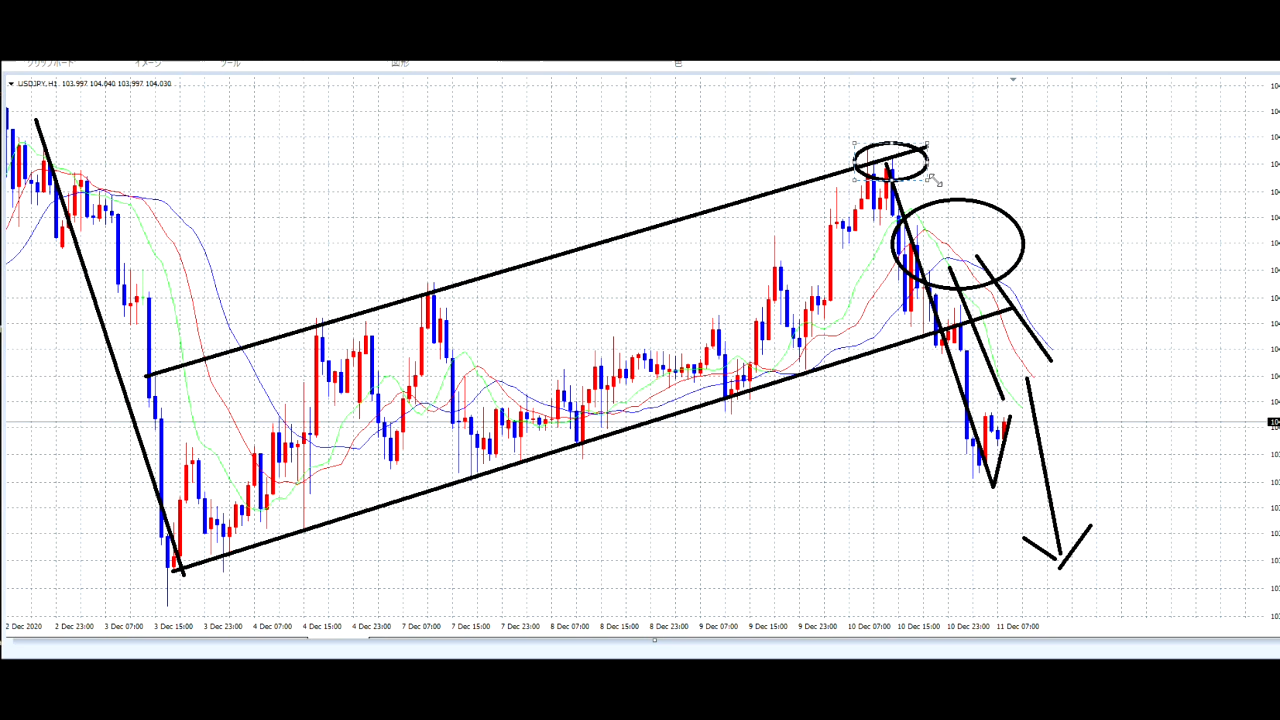 クリップボード イメージ ツール 図形 色
USDJPY,H1 103.997 104.040 103.997 104.030
2 Dec 2020 2 Dec 23:00 3 Dec 07:00 3 Dec 15:00 3 Dec 23:00 4 Dec 07:00 4 Dec 15:00 4 Dec 23:00 7 Dec 07:00 7 Dec 15:00 7 Dec 23:00 8 Dec 07:00 8 Dec 15:00 8 Dec 23:00 9 Dec 07:00 9 Dec 15:00 9 Dec 23:00 10 Dec 07:00 10 Dec 15:00 10 Dec 23:00 11 Dec 07:00